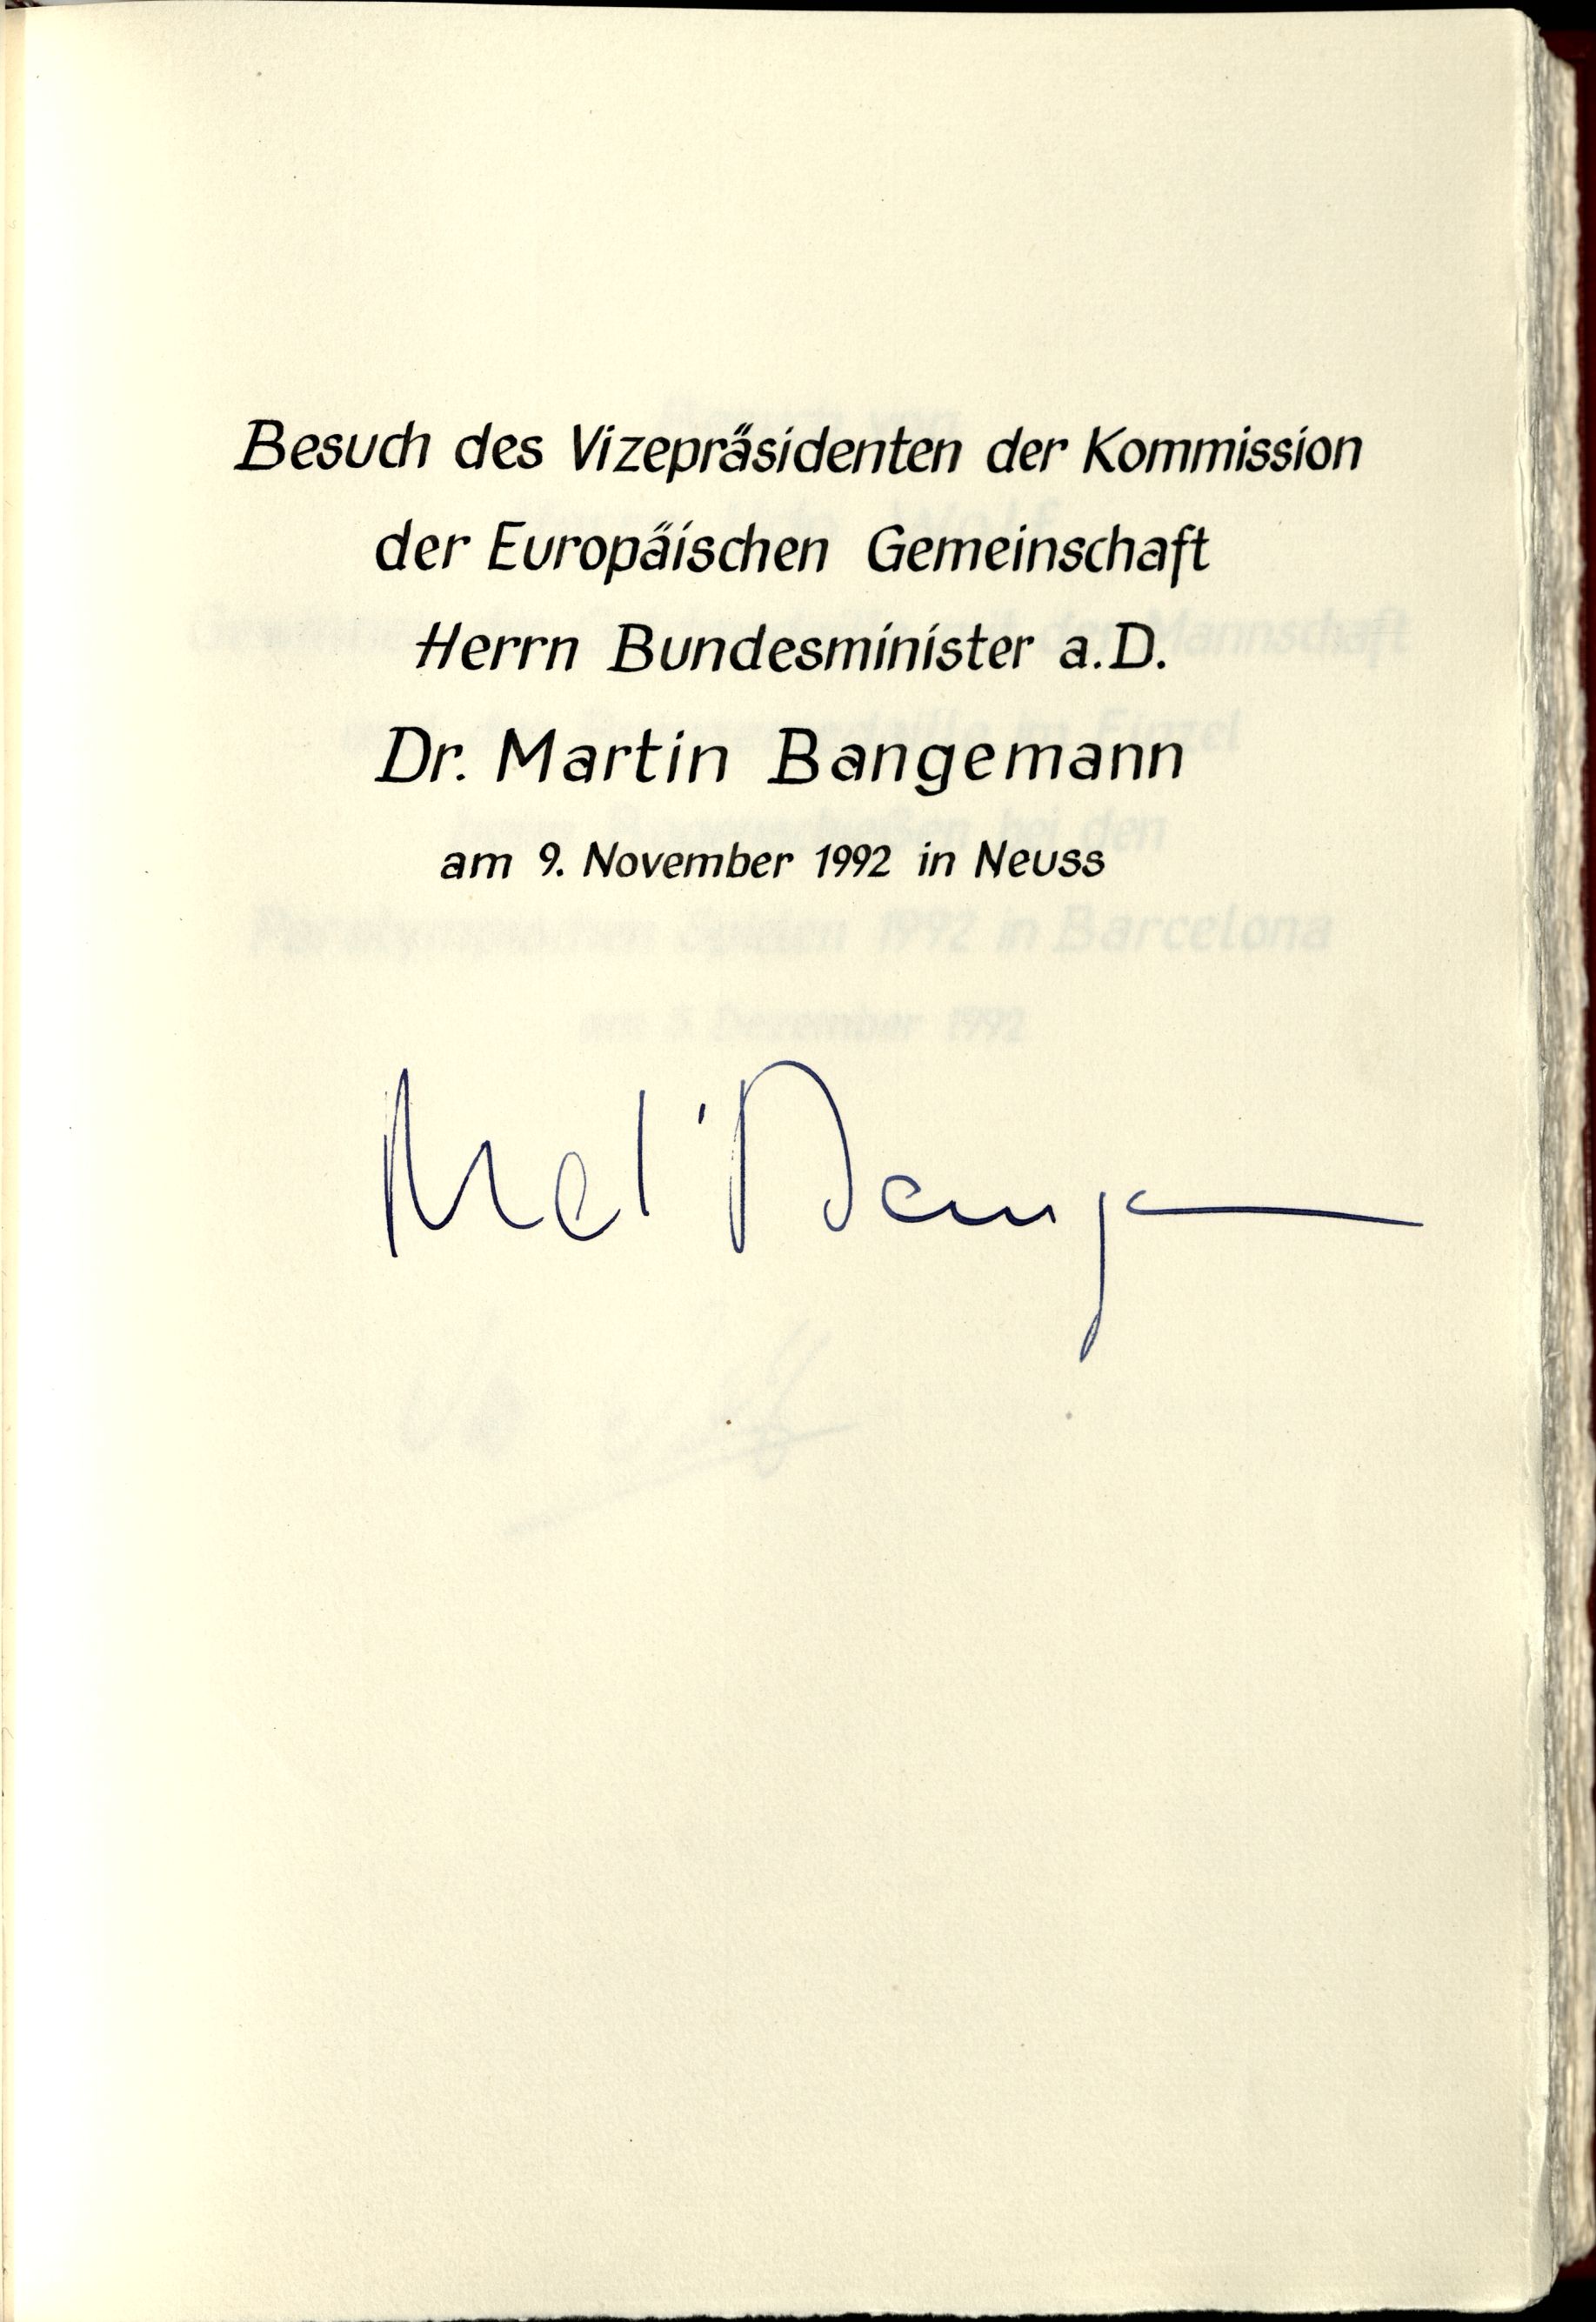 Besuch des Vizepräsidenten der Kommission
der Europäischen Gemeinschaft
Herrn Bundesminister a.D.
Dr. Martin Bangemann
am 9. November 1992 in Neuss